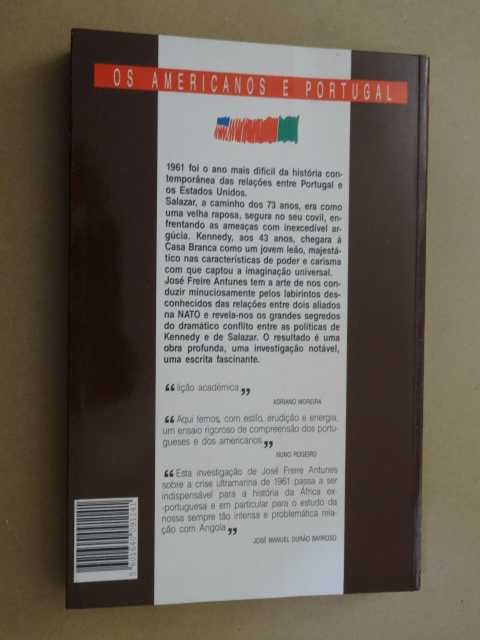 OS AMERICANOS E PORTUGAL
1961 foi o ano mais difícil da história con-
temporânea das relações entre Portugal e
os Estados Unidos.
Salazar, a caminho dos 73 anos, era como
uma velha raposa, segura no seu covil, en-
frentando as ameaças com inexcedível ar-
gúcia. Kennedy, aos 43 anos, chegara à
Casa Branca como um jovem leão, majestá-
tico nas características de poder e carisma
com que captou a imaginação universal.
José Freire Antunes tem a arte de nos con-
duzir minuciosamente pelos labirintos des-
conhecidos das relações entre dois aliados
na NATO e revela-nos os grandes segredos
do dramático conflito entre as políticas de
Kennedy e de Salazar. O resultado é uma
obra profunda, uma investigação notável,
uma escrita fascinante.
“lição académica”
ADRIANO MOREIRA
“Aqui temos, com estilo, erudição e energia,
um ensaio rigoroso de compreensão dos portu-
gueses e dos americanos”
NUNO ROGEIRO
“Esta investigação de José Freire Antunes
sobre a crise ultramarina de 1961 passa a ser
indispensável para a história da África ex-
-portuguesa e em particular para o estudo da
nossa sempre tão intensa e problemática rela-
ção com Angola”
JOSÉ MANUEL DURÃO BARROSO